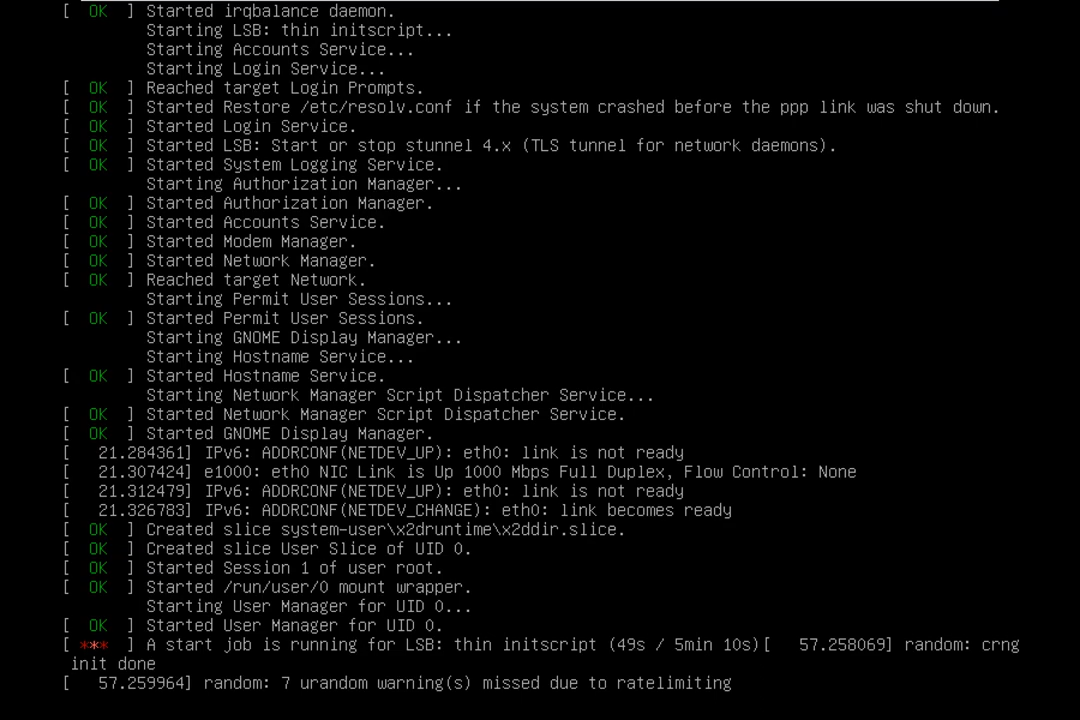 [  OK  ] Started irqbalance daemon.
Starting LSB: thin initscript...
Starting Accounts Service...
Starting Login Service...
[  OK  ] Reached target Login Prompts.
[  OK  ] Started Restore /etc/resolv.conf if the system crashed before the ppp link was shut down.
[  OK  ] Started Login Service.
[  OK  ] Started LSB: Start or stop stunnel 4.x (TLS tunnel for network daemons).
[  OK  ] Started System Logging Service.
Starting Authorization Manager...
[  OK  ] Started Authorization Manager.
[  OK  ] Started Accounts Service.
[  OK  ] Started Modem Manager.
[  OK  ] Started Network Manager.
[  OK  ] Reached target Network.
Starting Permit User Sessions...
[  OK  ] Started Permit User Sessions.
Starting GNOME Display Manager...
Starting Hostname Service...
[  OK  ] Started Hostname Service.
Starting Network Manager Script Dispatcher Service...
[  OK  ] Started Network Manager Script Dispatcher Service.
[  OK  ] Started GNOME Display Manager.
[   21.284361] IPv6: ADDRCONF(NETDEV_UP): eth0: link is not ready
[   21.307424] e1000: eth0 NIC Link is Up 1000 Mbps Full Duplex, Flow Control: None
[   21.312479] IPv6: ADDRCONF(NETDEV_UP): eth0: link is not ready
[   21.326783] IPv6: ADDRCONF(NETDEV_CHANGE): eth0: link becomes ready
[  OK  ] Created slice system-user\x2druntime\x2ddir.slice.
[  OK  ] Created slice User Slice of UID 0.
[  OK  ] Started Session 1 of user root.
[  OK  ] Started /run/user/0 mount wrapper.
Starting User Manager for UID 0...
[  OK  ] Started User Manager for UID 0.
[ ***  ] A start job is running for LSB: thin initscript (49s / 5min 10s)[   57.258069] random: crng
init done
[   57.259964] random: 7 urandom warning(s) missed due to ratelimiting